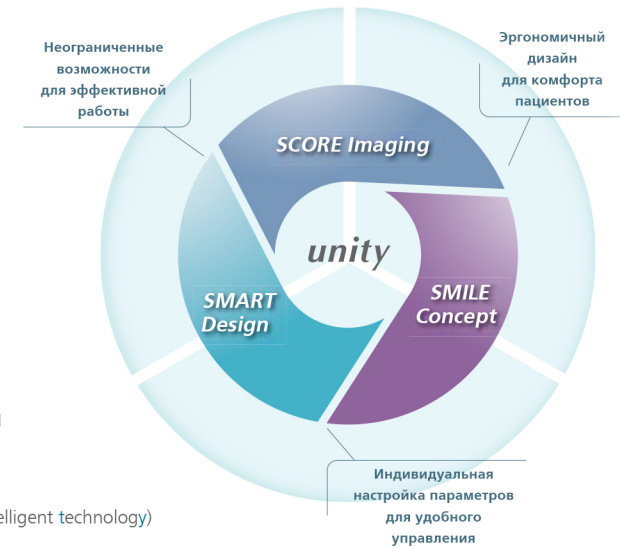 Неограниченные
возможности
для эффективной
работы
Эргономичный
дизайн
для комфорта
пациентов
SCORE Imaging
unity
SMART
Design
SMILE
Concept
Индивидуальная
настройка параметров
для удобного
управления
technology)